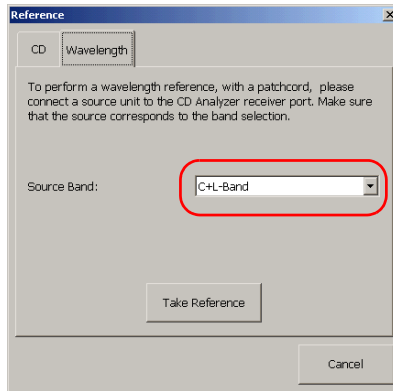 Reference
CD Wavelength
To perform a wavelength reference, with a patchcord, please
connect a source unit to the CD Analyzer receiver port. Make sure
that the source corresponds to the band selection.
Source Band: C+L-Band
Take Reference
Cancel